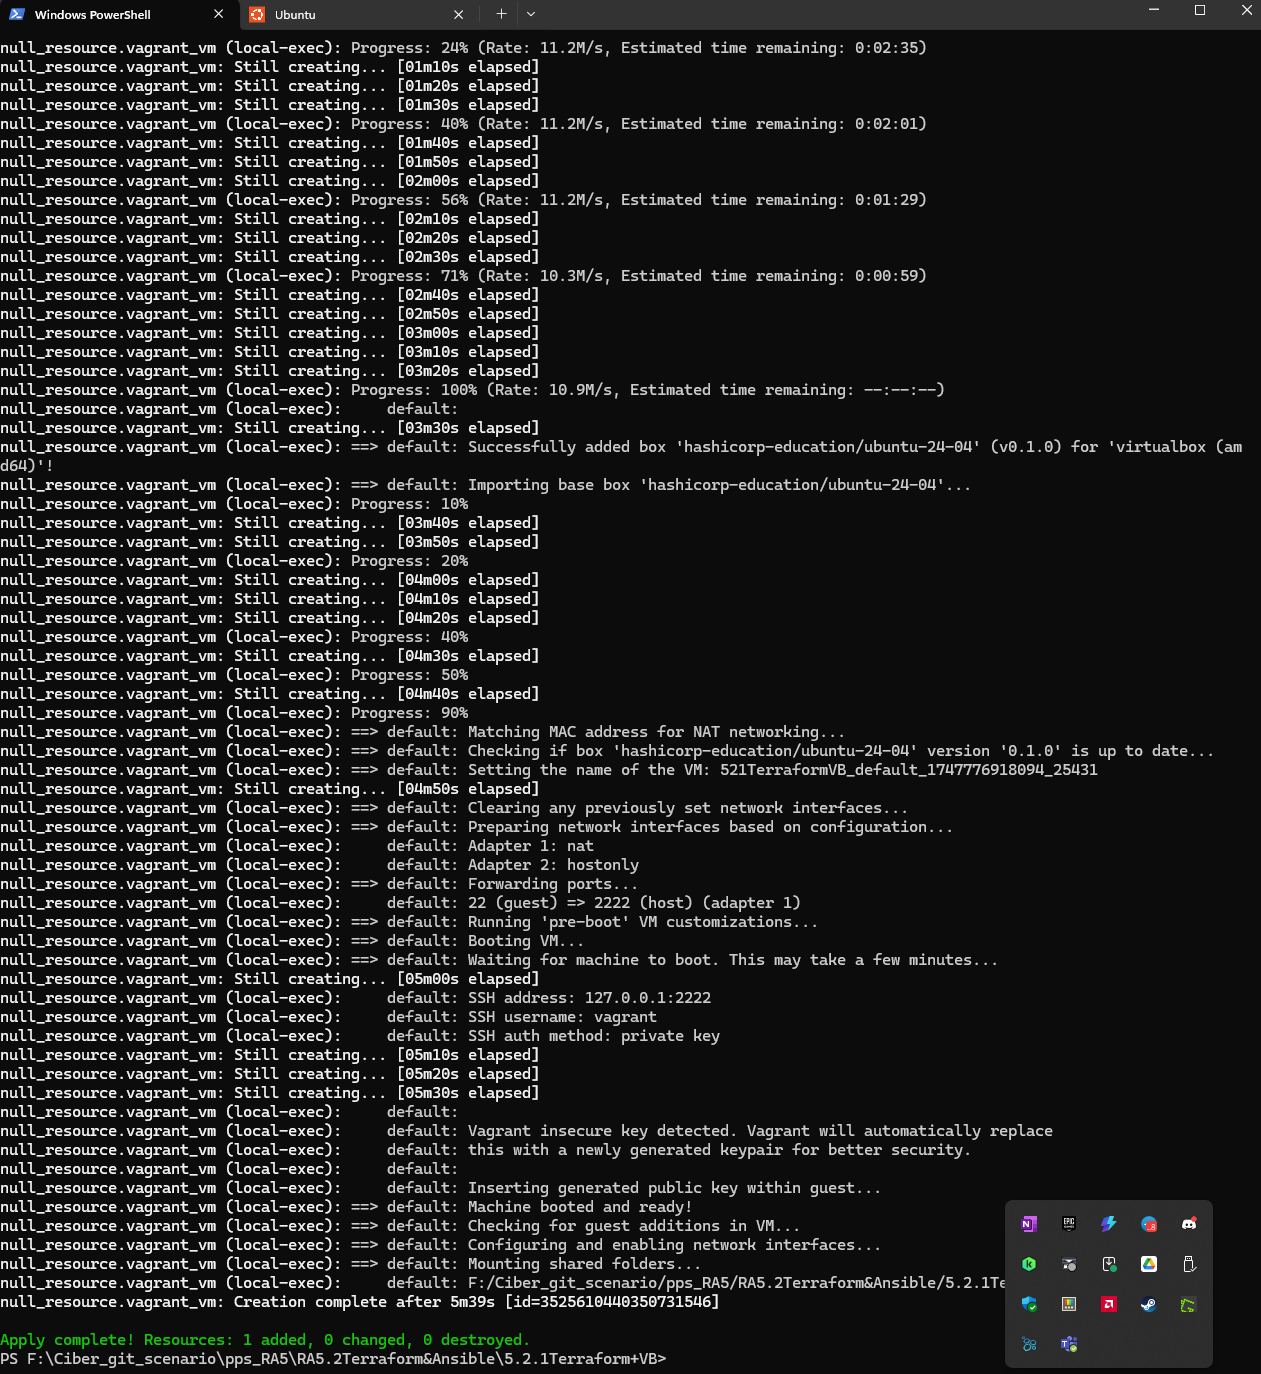 Windows PowerShell
Ubuntu
null_resource.vagrant_vm (local-exec): Progress: 24% (Rate: 11.2M/s, Estimated time remaining: 0:02:35)
null_resource.vagrant_vm: Still creating... [01m10s elapsed]
null_resource.vagrant_vm: Still creating... [01m20s elapsed]
null_resource.vagrant_vm: Still creating... [01m30s elapsed]
null_resource.vagrant_vm (local-exec): Progress: 40% (Rate: 11.2M/s, Estimated time remaining: 0:02:01)
null_resource.vagrant_vm: Still creating... [01m40s elapsed]
null_resource.vagrant_vm: Still creating... [01m50s elapsed]
null_resource.vagrant_vm: Still creating... [02m00s elapsed]
null_resource.vagrant_vm (local-exec): Progress: 56% (Rate: 11.2M/s, Estimated time remaining: 0:01:29)
null_resource.vagrant_vm: Still creating... [02m10s elapsed]
null_resource.vagrant_vm: Still creating... [02m20s elapsed]
null_resource.vagrant_vm: Still creating... [02m30s elapsed]
null_resource.vagrant_vm (local-exec): Progress: 71% (Rate: 10.3M/s, Estimated time remaining: 0:00:59)
null_resource.vagrant_vm: Still creating... [02m40s elapsed]
null_resource.vagrant_vm: Still creating... [02m50s elapsed]
null_resource.vagrant_vm: Still creating... [03m00s elapsed]
null_resource.vagrant_vm: Still creating... [03m10s elapsed]
null_resource.vagrant_vm: Still creating... [03m20s elapsed]
null_resource.vagrant_vm (local-exec): Progress: 100% (Rate: 10.9M/s, Estimated time remaining: --:--:--)
null_resource.vagrant_vm (local-exec):     default:
null_resource.vagrant_vm: Still creating... [03m30s elapsed]
null_resource.vagrant_vm (local-exec): ==> default: Successfully added box 'hashicorp-education/ubuntu-24-04' (v0.1.0) for 'virtualbox (am
d64)'!
null_resource.vagrant_vm (local-exec): ==> default: Importing base box 'hashicorp-education/ubuntu-24-04'...
null_resource.vagrant_vm (local-exec): Progress: 10%
null_resource.vagrant_vm: Still creating... [03m40s elapsed]
null_resource.vagrant_vm: Still creating... [03m50s elapsed]
null_resource.vagrant_vm (local-exec): Progress: 20%
null_resource.vagrant_vm: Still creating... [04m00s elapsed]
null_resource.vagrant_vm: Still creating... [04m10s elapsed]
null_resource.vagrant_vm: Still creating... [04m20s elapsed]
null_resource.vagrant_vm (local-exec): Progress: 40%
null_resource.vagrant_vm: Still creating... [04m30s elapsed]
null_resource.vagrant_vm (local-exec): Progress: 50%
null_resource.vagrant_vm: Still creating... [04m40s elapsed]
null_resource.vagrant_vm (local-exec): Progress: 90%
null_resource.vagrant_vm (local-exec): ==> default: Matching MAC address for NAT networking...
null_resource.vagrant_vm (local-exec): ==> default: Checking if box 'hashicorp-education/ubuntu-24-04' version '0.1.0' is up to date...
null_resource.vagrant_vm (local-exec): ==> default: Setting the name of the VM: 521TerraformVB_default_1747776918094_25431
null_resource.vagrant_vm: Still creating... [04m50s elapsed]
null_resource.vagrant_vm (local-exec): ==> default: Clearing any previously set network interfaces...
null_resource.vagrant_vm (local-exec): ==> default: Preparing network interfaces based on configuration...
null_resource.vagrant_vm (local-exec):     default: Adapter 1: nat
null_resource.vagrant_vm (local-exec):     default: Adapter 2: hostonly
null_resource.vagrant_vm (local-exec): ==> default: Forwarding ports...
null_resource.vagrant_vm (local-exec):     default: 22 (guest) => 2222 (host) (adapter 1)
null_resource.vagrant_vm (local-exec): ==> default: Running 'pre-boot' VM customizations...
null_resource.vagrant_vm (local-exec): ==> default: Booting VM...
null_resource.vagrant_vm (local-exec): ==> default: Waiting for machine to boot. This may take a few minutes...
null_resource.vagrant_vm: Still creating... [05m00s elapsed]
null_resource.vagrant_vm (local-exec):     default: SSH address: 127.0.0.1:2222
null_resource.vagrant_vm (local-exec):     default: SSH username: vagrant
null_resource.vagrant_vm (local-exec):     default: SSH auth method: private key
null_resource.vagrant_vm: Still creating... [05m10s elapsed]
null_resource.vagrant_vm: Still creating... [05m20s elapsed]
null_resource.vagrant_vm: Still creating... [05m30s elapsed]
null_resource.vagrant_vm (local-exec):     default:
null_resource.vagrant_vm (local-exec):     default: Vagrant insecure key detected. Vagrant will automatically replace
null_resource.vagrant_vm (local-exec):     default: this with a newly generated keypair for better security.
null_resource.vagrant_vm (local-exec):     default:
null_resource.vagrant_vm (local-exec):     default: Inserting generated public key within guest...
null_resource.vagrant_vm (local-exec): ==> default: Machine booted and ready!
null_resource.vagrant_vm (local-exec): ==> default: Checking for guest additions in VM...
null_resource.vagrant_vm (local-exec): ==> default: Configuring and enabling network interfaces...
null_resource.vagrant_vm (local-exec): ==> default: Mounting shared folders...
null_resource.vagrant_vm (local-exec):     default: F:/Ciber_git_scenario/pps_RA5/RA5.2Terraform&Ansible/5.2.1Te
null_resource.vagrant_vm: Creation complete after 5m39s [id=3525610440350731546]
Apply complete! Resources: 1 added, 0 changed, 0 destroyed.
PS F:\Ciber_git_scenario\pps_RA5\RA5.2Terraform&Ansible\5.2.1Terraform+VB>